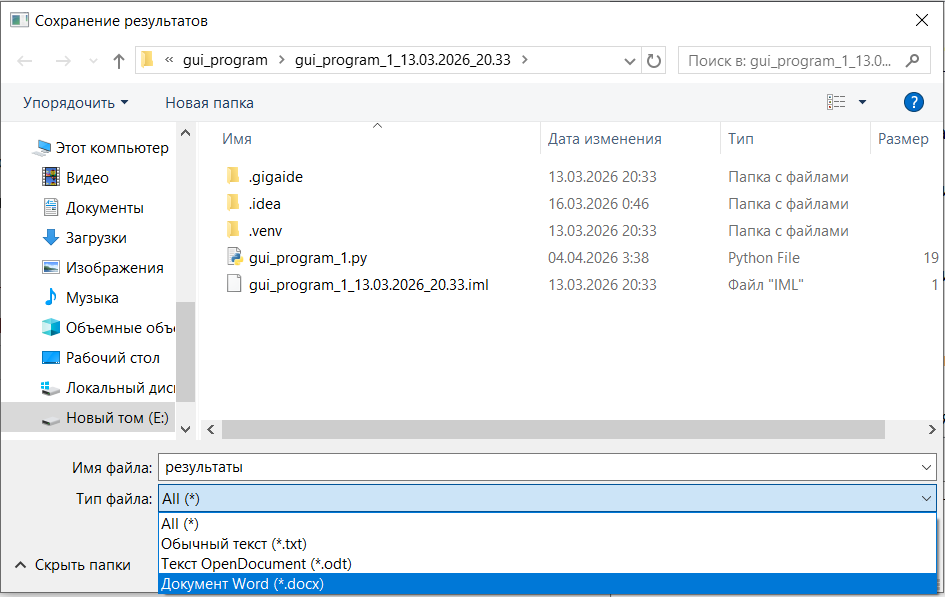 Сохранение результатов
« gui_program > gui_program_1_13.03.2026_20.33 >
Поиск в: gui_program_1_13.0...
Упорядочить
Новая папка
?
Этот компьютер
Видео
Документы
Загрузки
Изображения
Музыка
Объемные объ
Рабочий стол
Локальный дис
Новый том (E:)
Имя Дата изменения Тип Размер
.gigaide 13.03.2026 20:33 Папка с файлами
.idea 16.03.2026 0:46 Папка с файлами
.venv 13.03.2026 20:33 Папка с файлами
gui_program_1.py 04.04.2026 3:38 Python File 19
gui_program_1_13.03.2026_20.33.iml 13.03.2026 20:33 Файл "IML" 1
Имя файла: результаты
Тип файла: All (*)
All (*)
Обычный текст (*.txt)
Текст OpenDocument (*.odt)
Документ Word (*.docx)
Скрыть папки